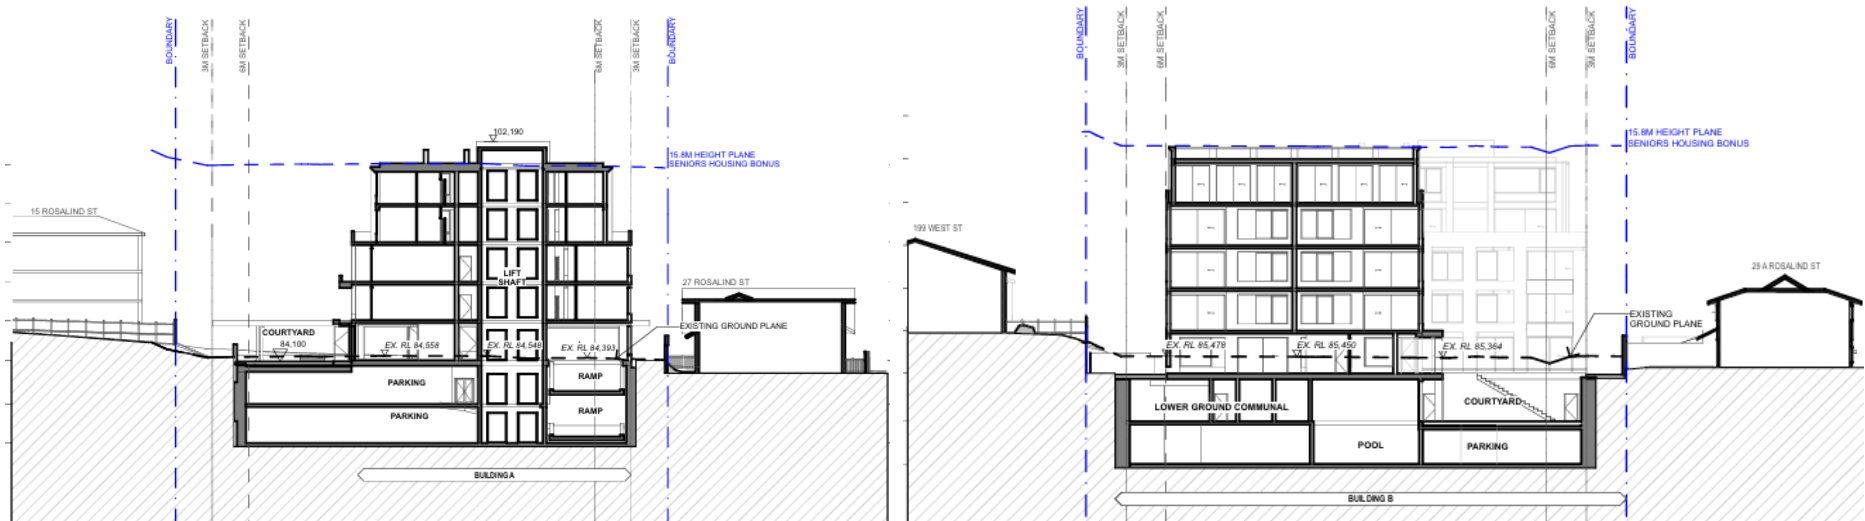 BOUNDARY
3M SETBACK
6M SETBACK
6M SETBACK
3M SETBACK
BOUNDARY
102,190
15.8M HEIGHT PLANE
SENIORS HOUSING BONUS
15 ROSALIND ST
LIFT
SHAFT
27 ROSALIND ST
COURTYARD
84,100
EX. RL 84,558
EX. RL 84,548
EX. RL 84,393
EXISTING GROUND PLANE
PARKING
RAMP
PARKING
RAMP
BUILDING A
BOUNDARY
3M SETBACK
6M SETBACK
6M SETBACK
3M SETBACK
BOUNDARY
15.8M HEIGHT PLANE
SENIORS HOUSING BONUS
199 WEST ST
29 A ROSALIND ST
EXISTING
GROUND PLANE
EX. RL 85,478
EX. RL 85,450
EX. RL 85,364
LOWER GROUND COMMUNAL
COURTYARD
POOL
PARKING
BUILDING B